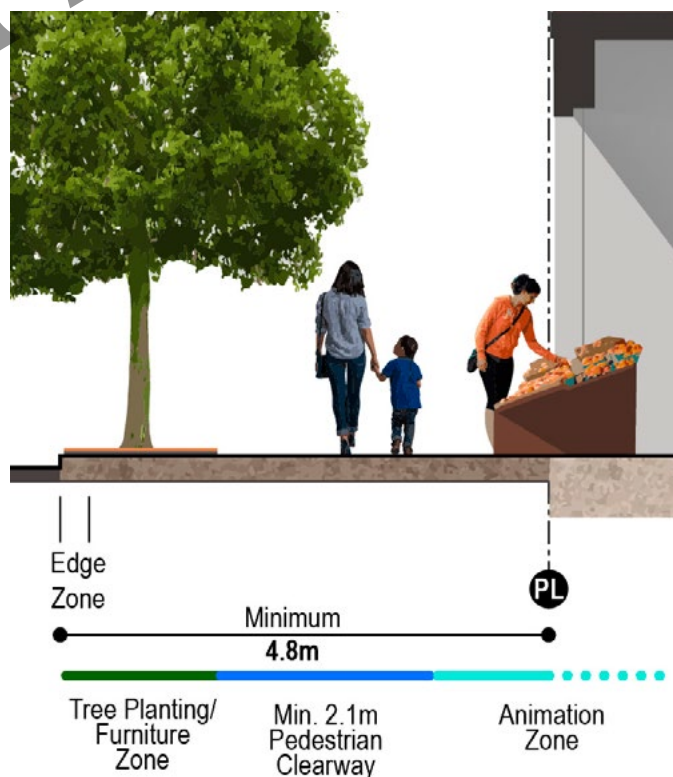 Edge
Zone
PL
Minimum
4.8m
Tree Planting/
Furniture
Zone
Min. 2.1m
Pedestrian
Clearway
Animation
Zone